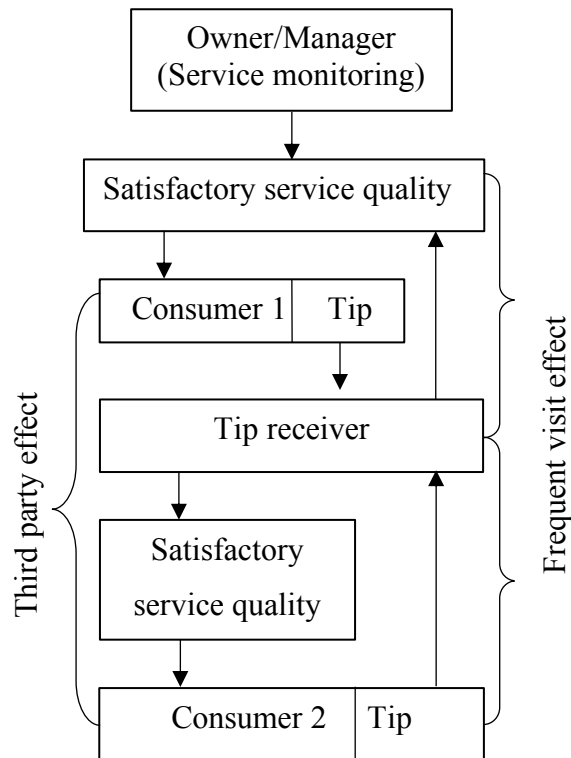 Owner/Manager
(Service monitoring)
Satisfactory service quality
Consumer 1 Tip
Tip receiver
Satisfactory
service quality
Consumer 2 Tip
Third party effect
Frequent visit effect